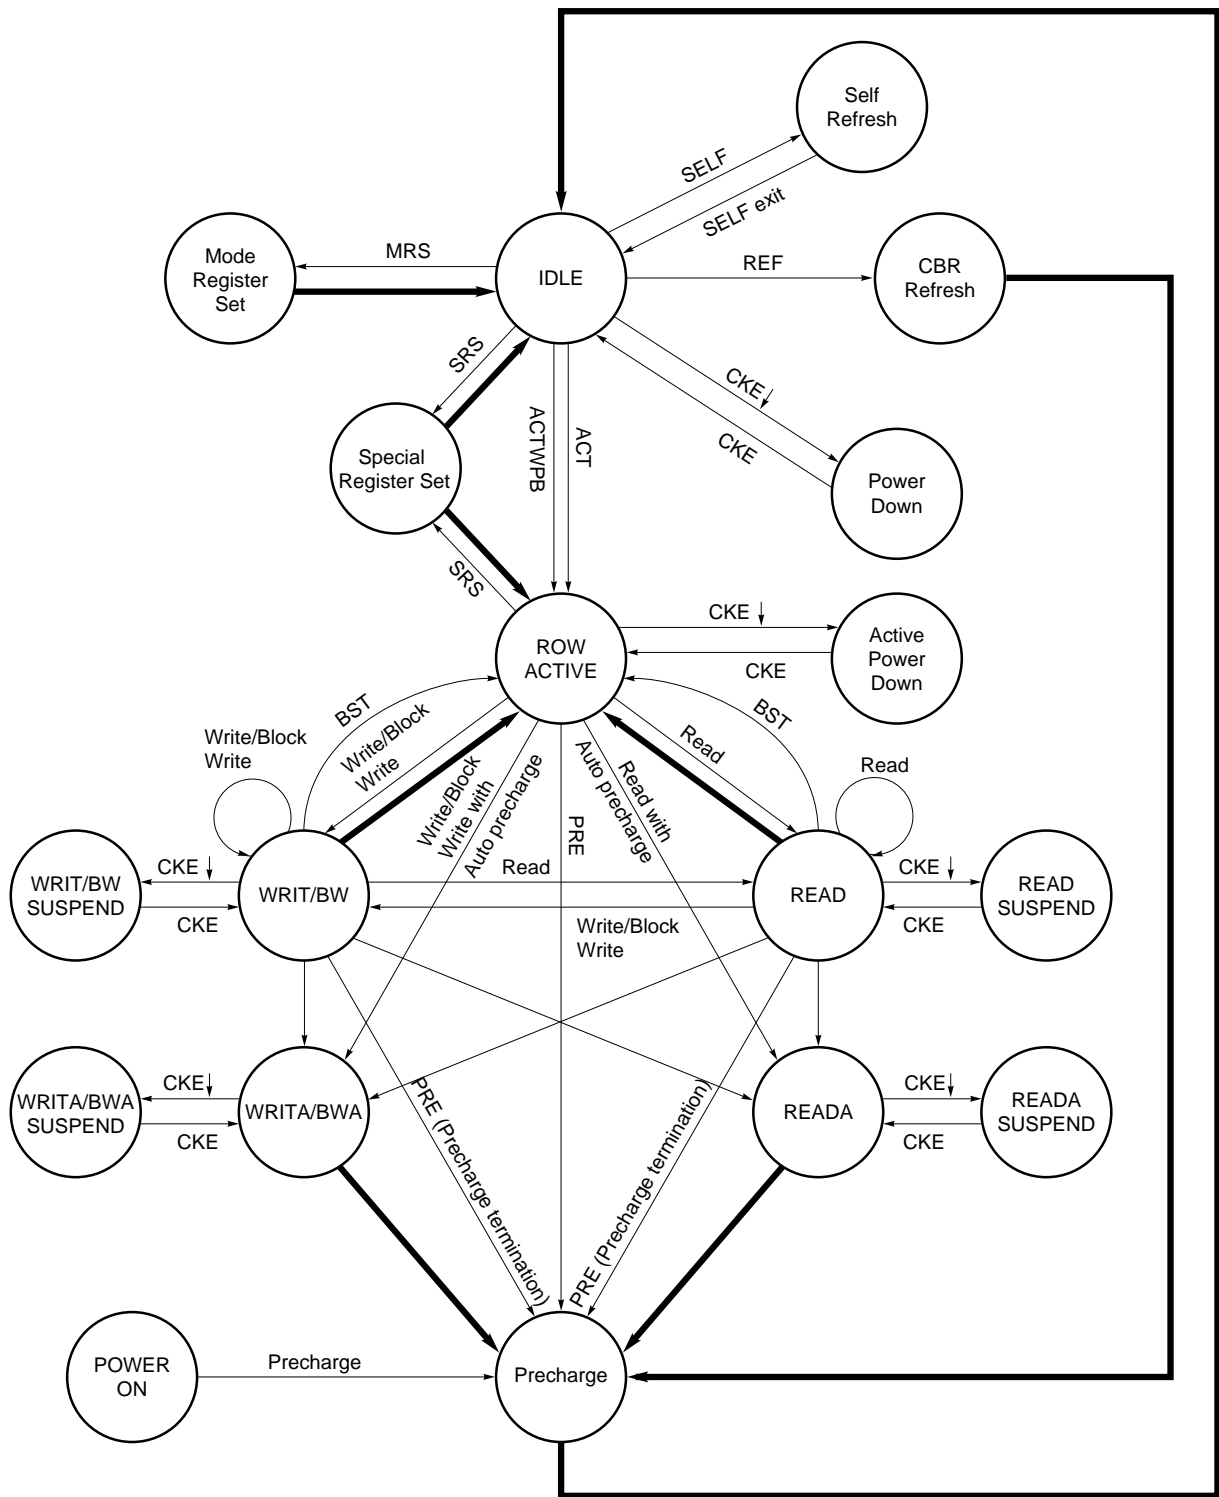 Self
Refresh
SELF
SELF exit
Mode
Register
Set
MRS
IDLE
REF
CBR
Refresh
SRS
ACTWPB
ACT
CKE
CKE
Special
Register Set
Power
Down
SRS
ROW
ACTIVE
CKE
CKE
Active
Power
Down
BST
Write/Block
Write
Write/Block
Write
Write/Block
Write with
Auto precharge
PRE
Read with
Auto precharge
Read
BST
Read
WRIT/BW
SUSPEND
CKE
CKE
WRIT/BW
Read
Write/Block
Write
READ
CKE
CKE
READ
SUSPEND
WRITA/BWA
SUSPEND
CKE
CKE
WRITA/BWA
PRE (Precharge termination)
PRE (Precharge termination)
READA
CKE
CKE
READA
SUSPEND
POWER
ON
Precharge
Precharge